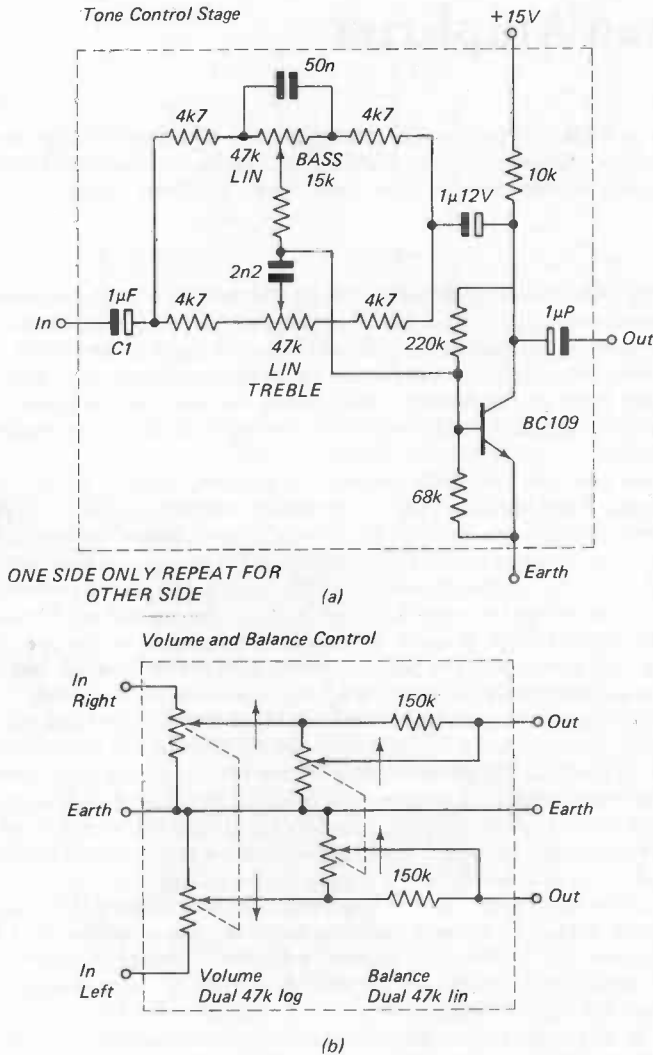 Tone Control Stage
+15V
50n
4k7
4k7
47k
LIN
BASS
15k
10k
1µ12V
2n2
1µF
In
C1
4k7
4k7
47k
LIN
TREBLE
220k
1µP
Out
BC109
68k
Earth
ONE SIDE ONLY REPEAT FOR
OTHER SIDE
(a)
Volume and Balance Control
In
Right
150k
Out
Earth
Earth
150k
Out
In
Left
Volume
Dual 47k log
Balance
Dual 47k lin
(b)